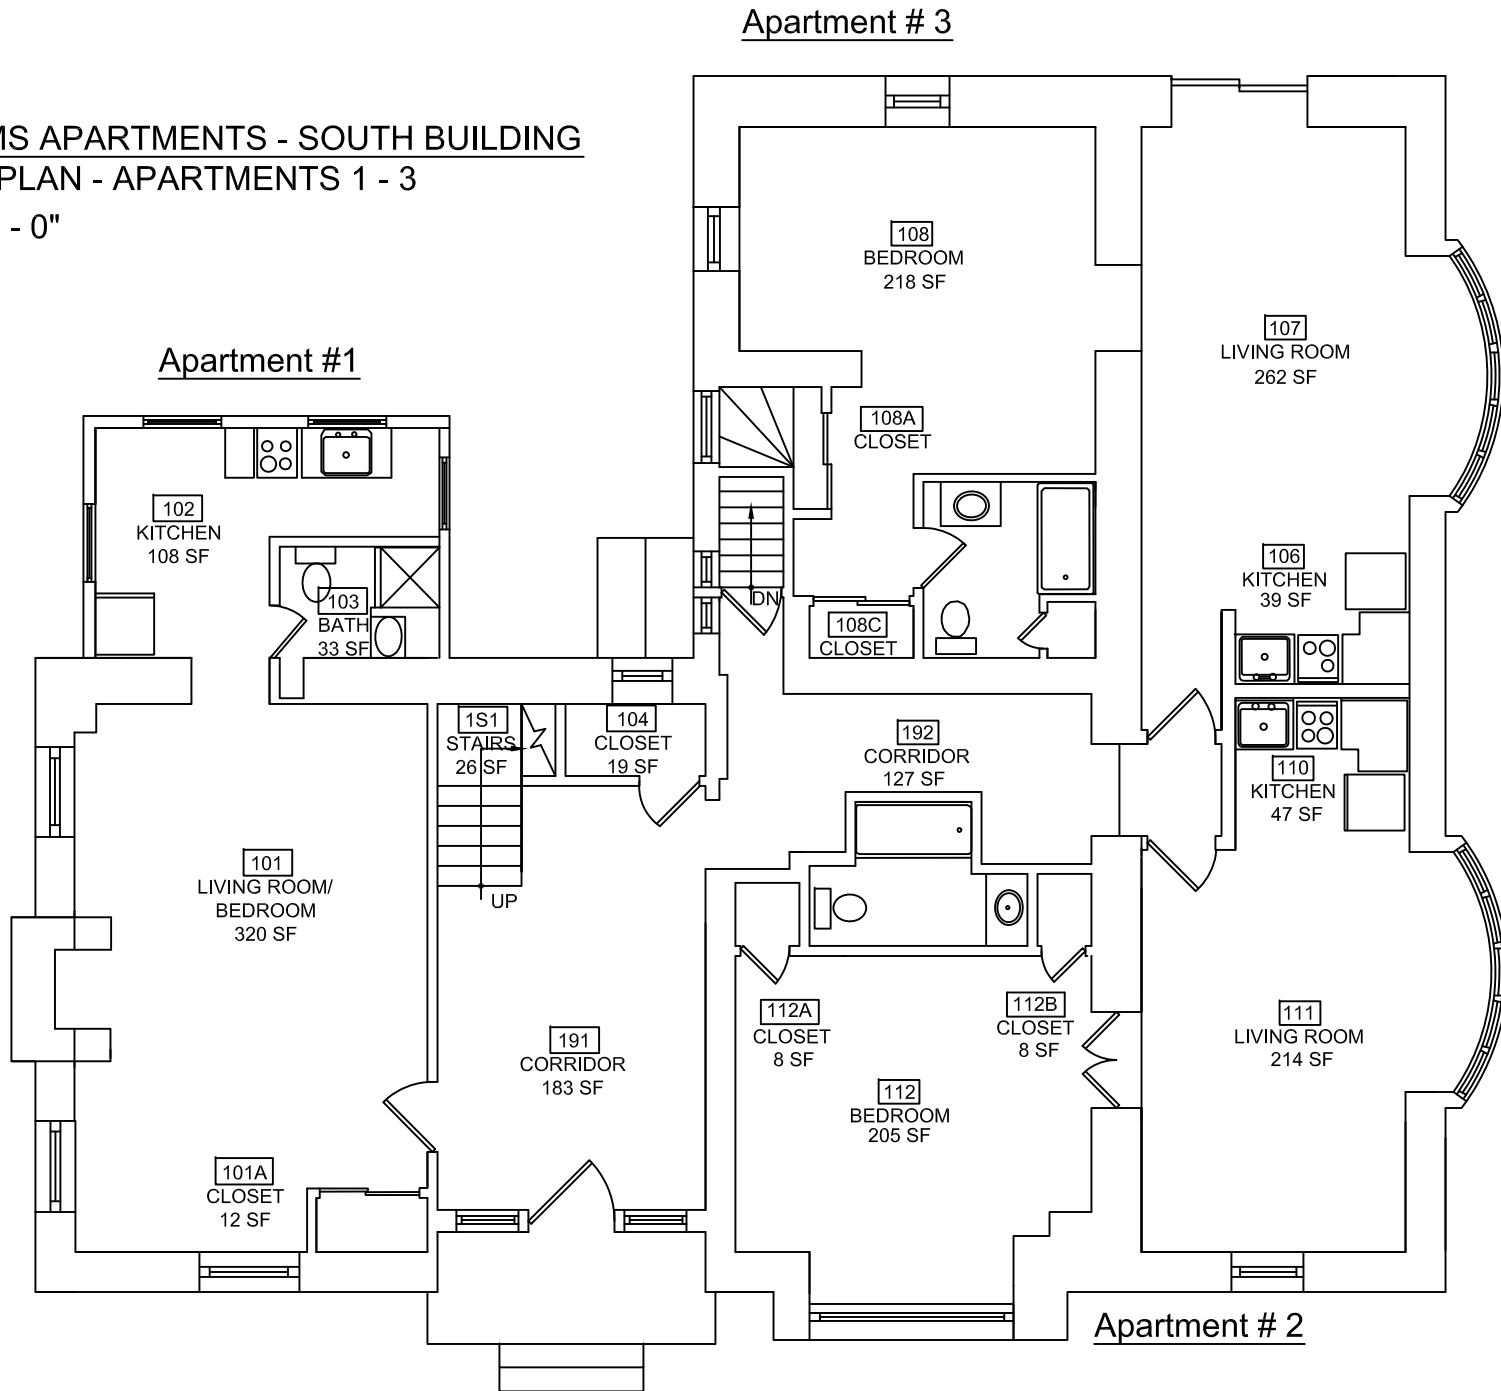 Apartment # 3
APARTMENTS - SOUTH BUILDING
PLAN - APARTMENTS 1 - 3
- 0"
Apartment #1
108
BEDROOM
218 SF
107
LIVING ROOM
262 SF
108A
CLOSET
102
KITCHEN
108 SF
103
BATH
33 SF
DN
108C
CLOSET
106
KITCHEN
39 SF
1S1
STAIRS
26 SF
104
CLOSET
19 SF
192
CORRIDOR
127 SF
110
KITCHEN
47 SF
101
LIVING ROOM/
BEDROOM
320 SF
UP
112A
CLOSET
8 SF
112B
CLOSET
8 SF
191
CORRIDOR
183 SF
111
LIVING ROOM
214 SF
112
BEDROOM
205 SF
101A
CLOSET
12 SF
Apartment # 2